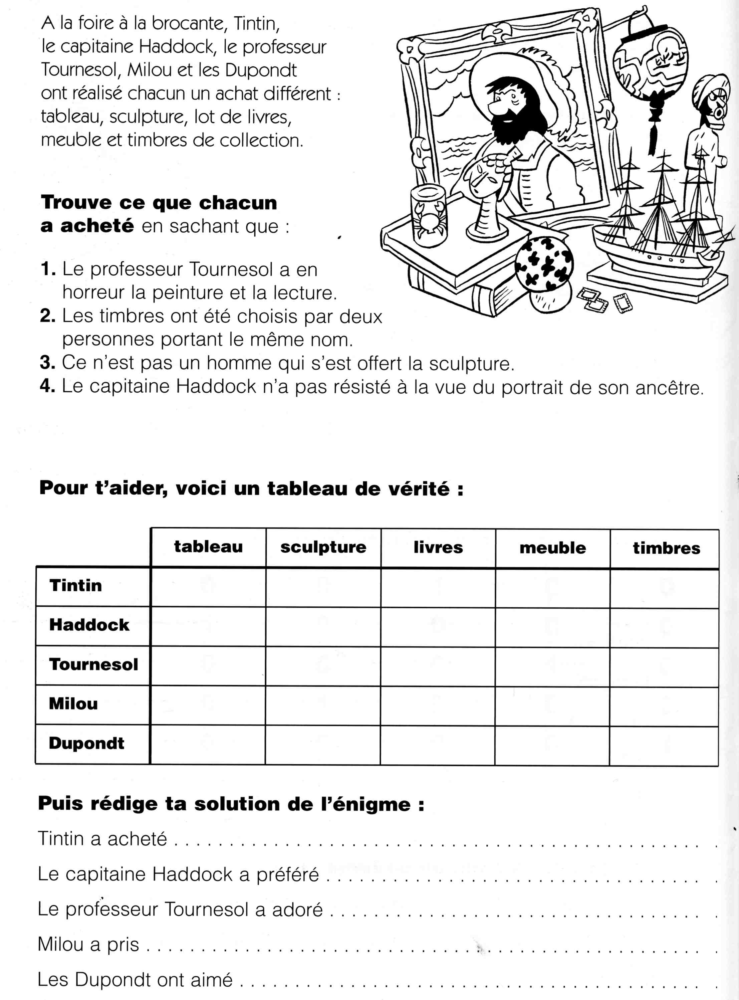 A la foire à la brocante, Tintin,
le capitaine Haddock, le professeur
Tournesol, Milou et les Dupondt
ont réalisé chacun un achat différent :
tableau, sculpture, lot de livres,
meuble et timbres de collection.
Trouve ce que chacun
a acheté en sachant que :
1. Le professeur Tournesol a en
horreur la peinture et la lecture.
2. Les timbres ont été choisis par deux
personnes portant le même nom.
3. Ce n'est pas un homme qui s'est offert la sculpture.
4. Le capitaine Haddock n'a pas résisté à la vue du portrait de son ancêtre.
Pour t'aider, voici un tableau de vérité :
tableau sculpture livres meuble timbres
Tintin
Haddock
Tournesol
Milou
Dupondt
Puis rédige ta solution de l'énigme :
Tintin a acheté
Le capitaine Haddock a préféré
Le professeur Tournesol a adoré
Milou a pris
Les Dupondt ont aimé